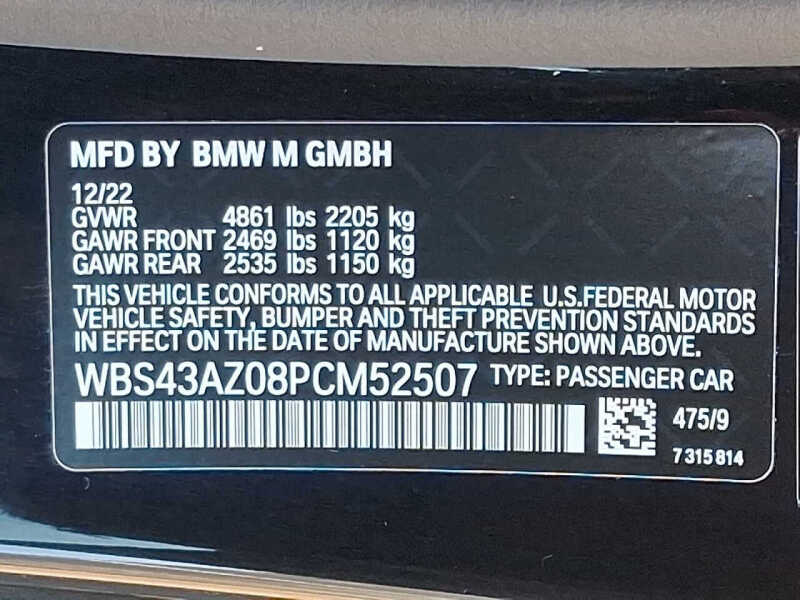 MFD BY BMW M GMBH
12/22
GVWR 4861 lbs 2205 kg
GAWR FRONT 2469 lbs 1120 kg
GAWR REAR 2535 lbs 1150 kg
THIS VEHICLE CONFORMS TO ALL APPLICABLE U.S.FEDERAL MOTOR
VEHICLE SAFETY, BUMPER AND THEFT PREVENTION STANDARDS
IN EFFECT ON THE DATE OF MANUFACTURE SHOWN ABOVE.
WBS43AZ08PCM52507 TYPE: PASSENGER CAR
475/9
7 315 814